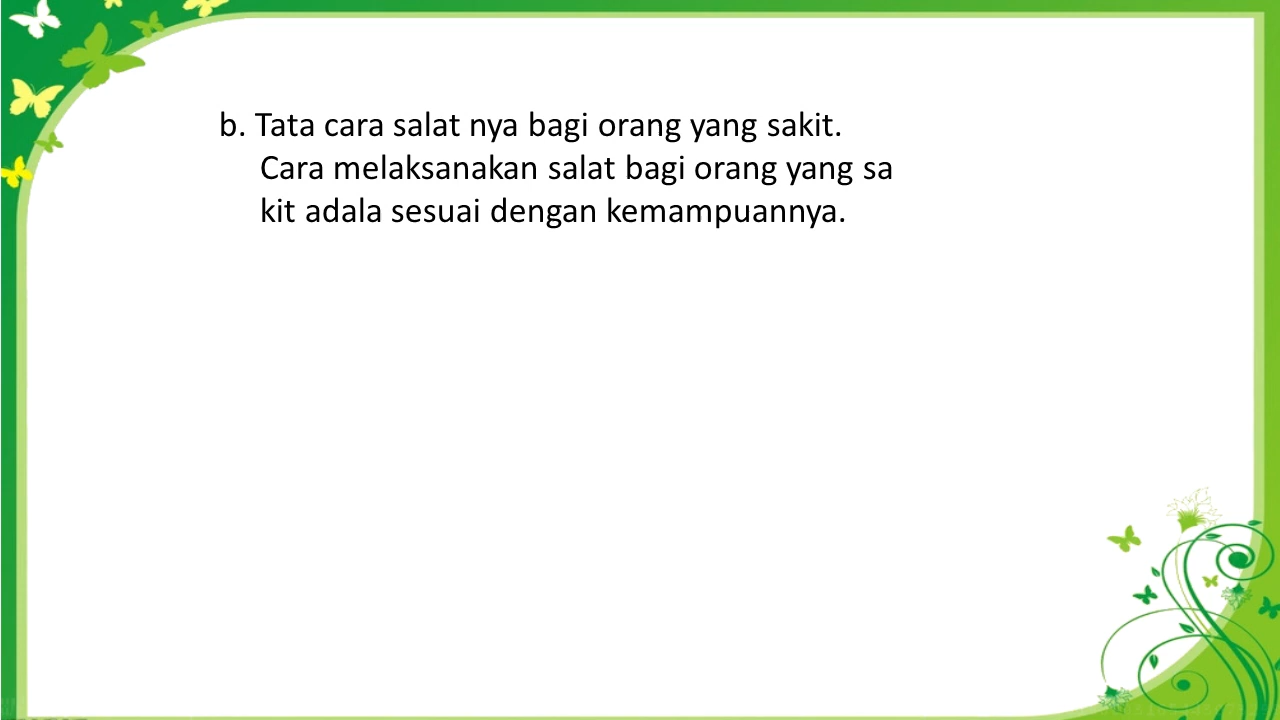 b. Tata cara salat nya bagi orang yang sakit.
Cara melaksanakan salat bagi orang yang sa
kit adala sesuai dengan kemampuannya.